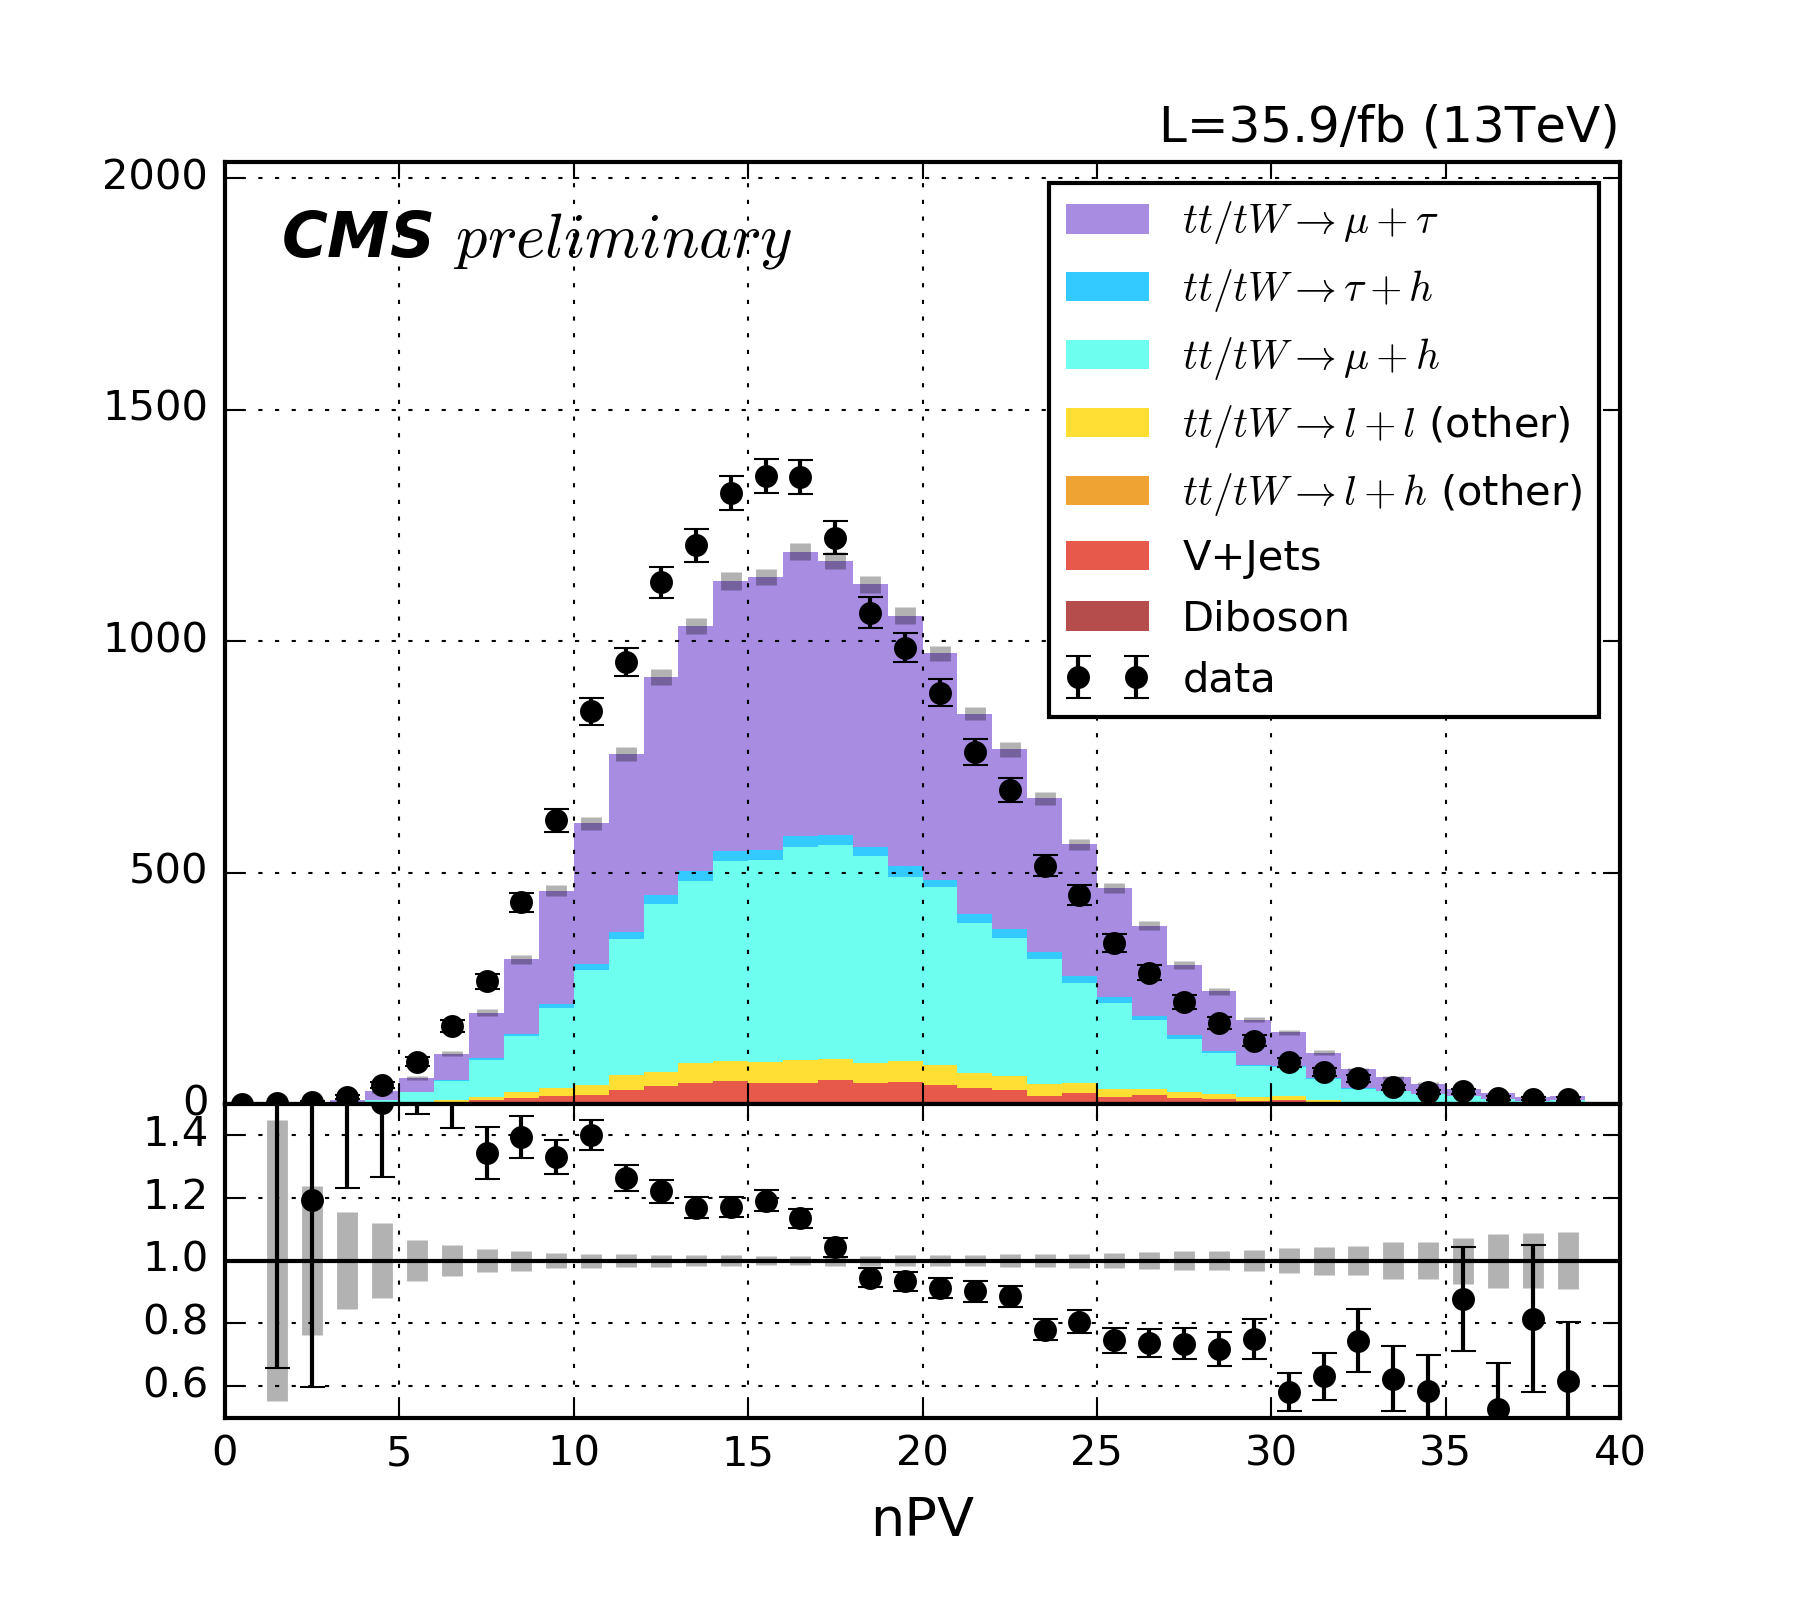 L=35.9/fb (13TeV)
CMS preliminary
2000
1500
1000
500
0
tt/tW→μ+τ
tt/tW→τ+h
tt/tW→μ+h
tt/tW→l+l (other)
tt/tW→l+h (other)
V+Jets
Diboson
data
1.4
1.2
1.0
0.8
0.6
0 5 10 15 20 25 30 35 40
nPV